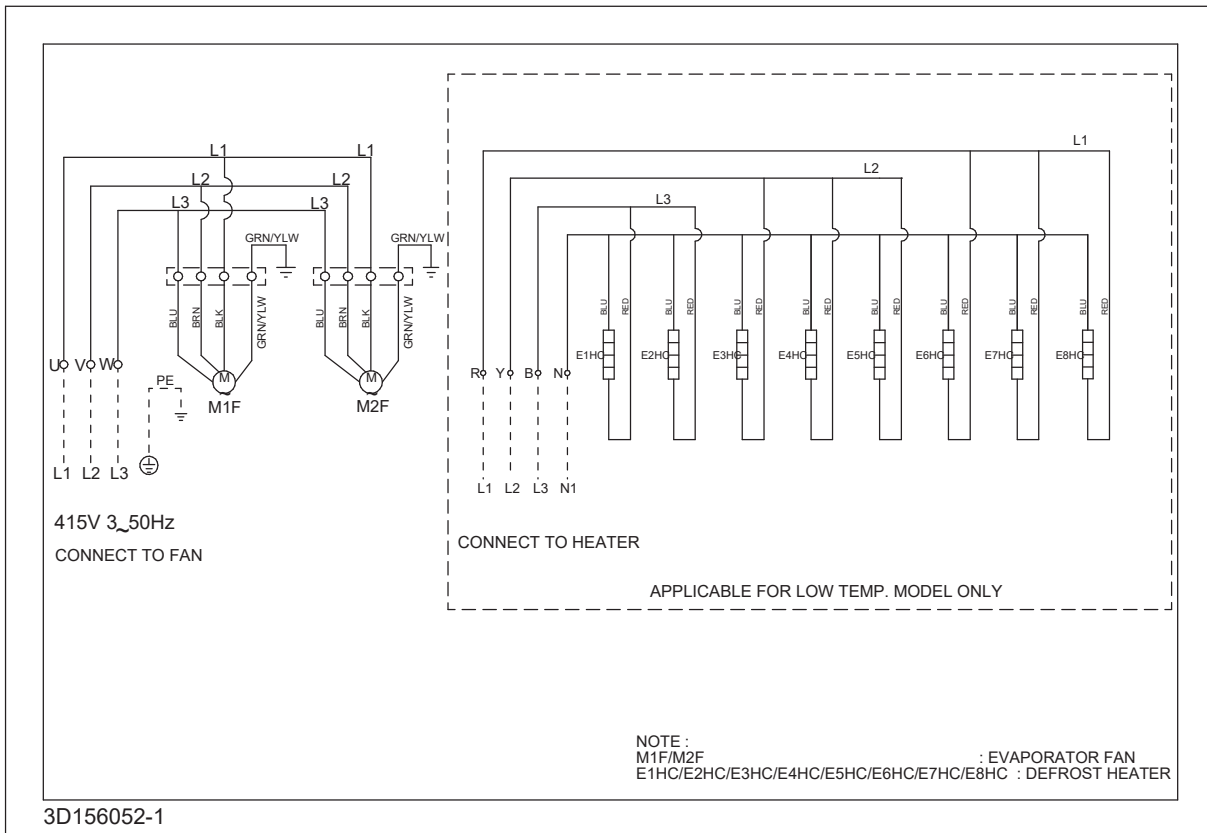 L1 L1
L2 L2
L3 L3
GRN/YLW GRN/YLW
BLU BRN BLK GRN/YLW BLU BRN BLK GRN/YLW
U V W
PE
M M
M1F M2F
L1 L2 L3
415V 3~50Hz
CONNECT TO FAN
L1
L2
L3
BLU RED BLU RED BLU RED BLU RED BLU RED BLU RED BLU RED BLU RED
E1HC E2HC E3HC E4HC E5HC E6HC E7HC E8HC
R Y B N
L1 L2 L3 N1
CONNECT TO HEATER
APPLICABLE FOR LOW TEMP. MODEL ONLY
NOTE :
M1F/M2F : EVAPORATOR FAN
E1HC/E2HC/E3HC/E4HC/E5HC/E6HC/E7HC/E8HC : DEFROST HEATER
3D156052-1